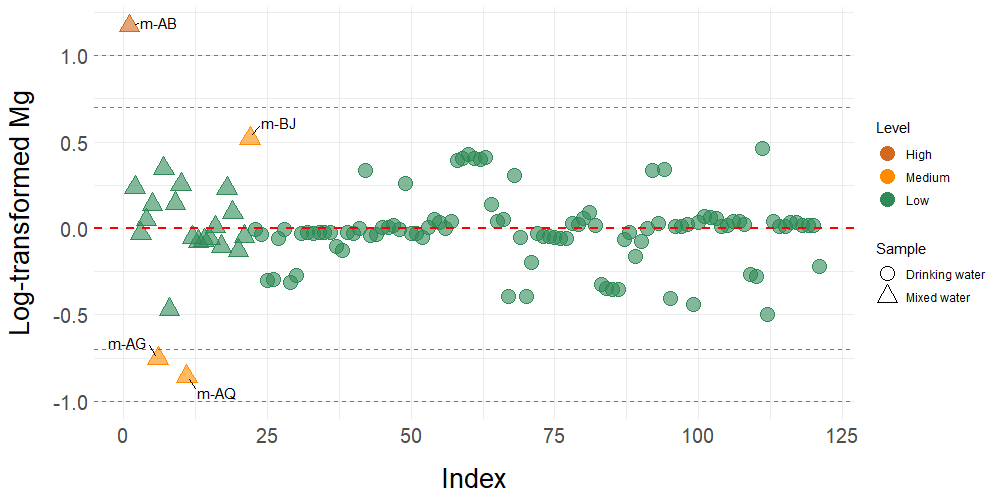 Log-transformed Mg
1.0
0.5
0.0
-0.5
-1.0
m-AB
m-BJ
m-AG
m-AQ
0 25 50 75 100 125
Index
Level
High
Medium
Low
Sample
Drinking water
Mixed water